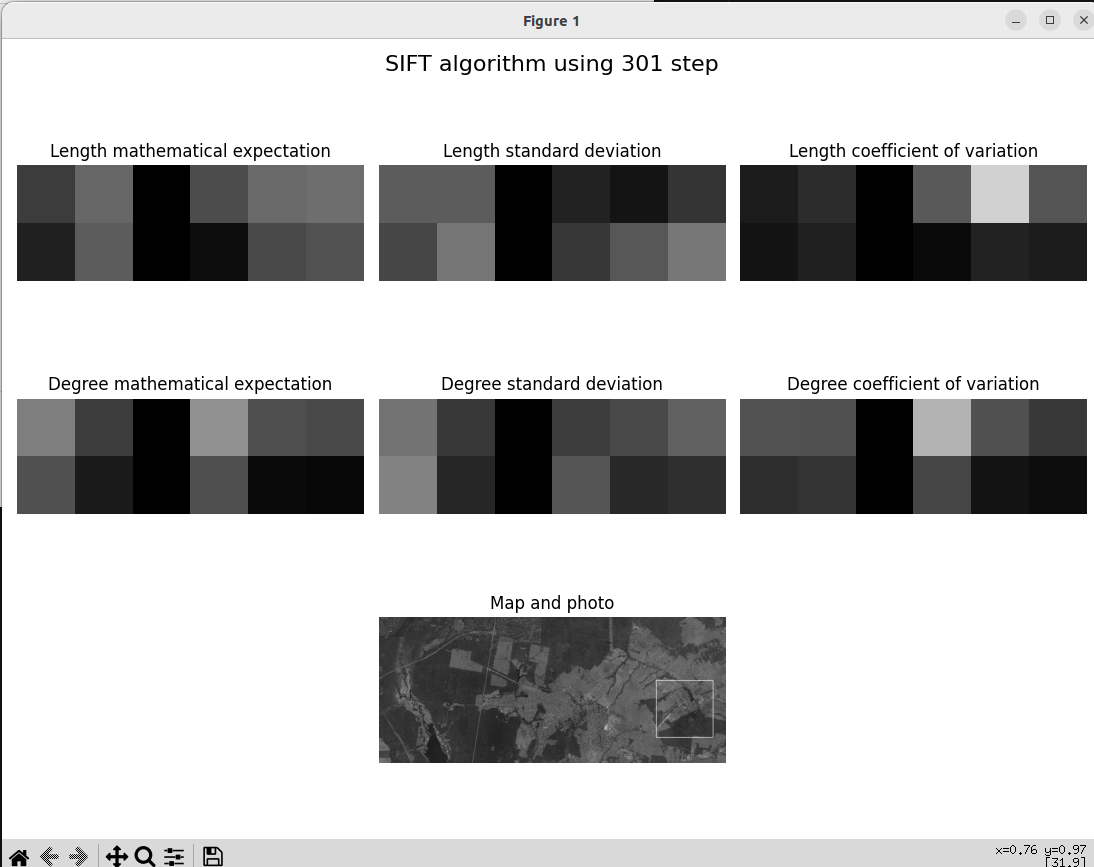 Figure 1
SIFT algorithm using 301 step
Length mathematical expectation
Length standard deviation
Length coefficient of variation
Degree mathematical expectation
Degree standard deviation
Degree coefficient of variation
Map and photo
x=0.76 y=0.97
[31.9]